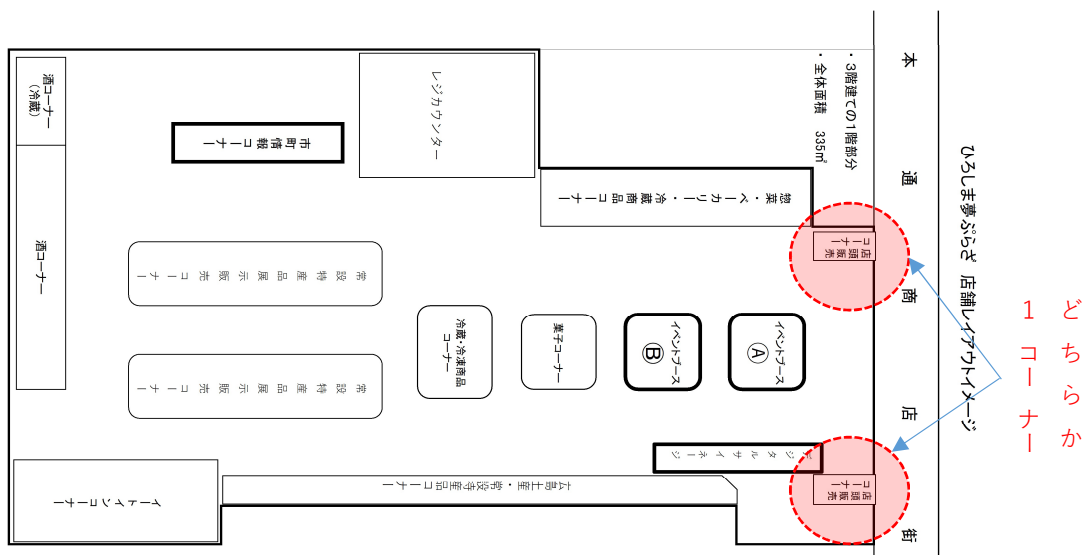 ひろしま夢ぷらざ 店舗レイアウトイメージ
どちらか
1コーナー
本通商店街
・3階建ての1階部分
・全体面積 335㎡
店頭販売
コーナー
惣菜・ベーカリー・冷蔵商品コーナー
レジカウンター
市町情報コーナー
酒コーナー
(冷蔵)
酒コーナー
イベントブース
Ⓐ
イベントブース
Ⓑ
菓子コーナー
冷蔵・冷凍商品
コーナー
常設特産品展示販売コーナー
常設特産品展示販売コーナー
デジタルサイネージ
店頭販売
コーナー
広島土産・常設特産品コーナー
イートインコーナー